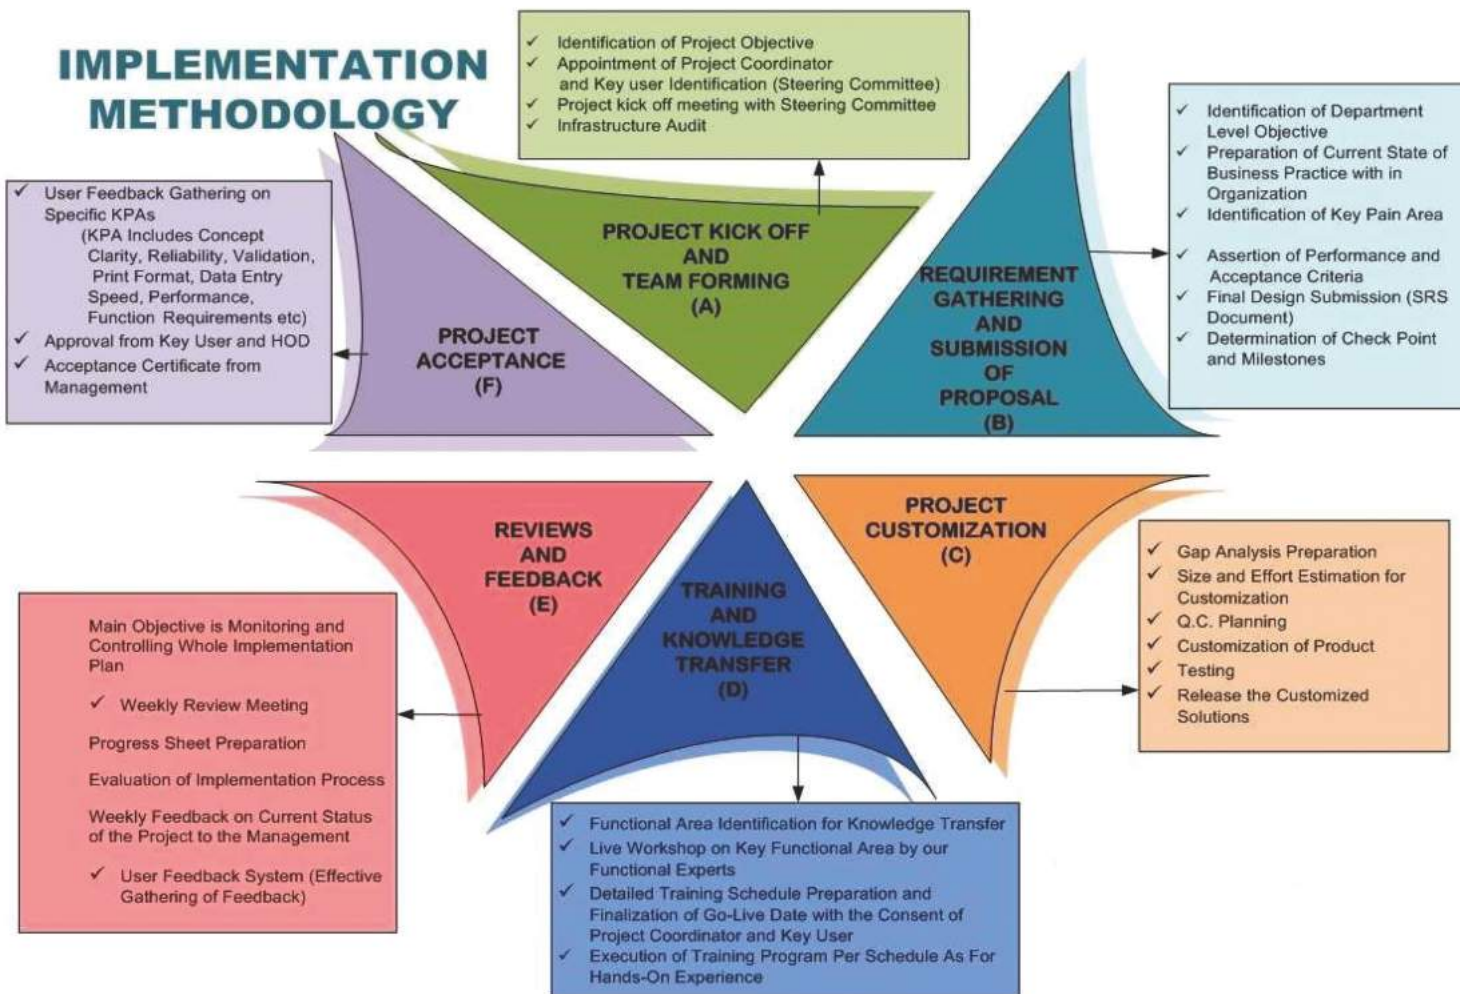 IMPLEMENTATION
METHODOLOGY
✓ Identification of Project Objective
✓ Appointment of Project Coordinator
and Key user Identification (Steering Committee)
✓ Project kick off meeting with Steering Committee
✓ Infrastructure Audit
PROJECT KICK OFF
AND
TEAM FORMING
(A)
✓ Identification of Department
Level Objective
✓ Preparation of Current State of
Business Practice with in
Organization
✓ Identification of Key Pain Area
✓ Assertion of Performance and
Acceptance Criteria
✓ Final Design Submission (SRS
Document)
✓ Determination of Check Point
and Milestones
REQUIREMENT
GATHERING
AND
SUBMISSION
OF
PROPOSAL
(B)
PROJECT
CUSTOMIZATION
(C)
✓ Gap Analysis Preparation
✓ Size and Effort Estimation for
Customization
✓ Q.C. Planning
✓ Customization of Product
✓ Testing
✓ Release the Customized
Solutions
TRAINING
AND
KNOWLEDGE
TRANSFER
(D)
✓ Functional Area Identification for Knowledge Transfer
✓ Live Workshop on Key Functional Area by our
Functional Experts
✓ Detailed Training Schedule Preparation and
Finalization of Go-Live Date with the Consent of
Project Coordinator and Key User
✓ Execution of Training Program Per Schedule As For
Hands-On Experience
REVIEWS
AND
FEEDBACK
(E)
Main Objective is Monitoring and
Controlling Whole Implementation
Plan
✓ Weekly Review Meeting
Progress Sheet Preparation
Evaluation of Implementation Process
Weekly Feedback on Current Status
of the Project to the Management
✓ User Feedback System (Effective
Gathering of Feedback)
PROJECT
ACCEPTANCE
(F)
✓ User Feedback Gathering on
Specific KPAs
(KPA Includes Concept
Clarity, Reliability, Validation,
Print Format, Data Entry
Speed, Performance,
Function Requirements etc)
✓ Approval from Key User and HOD
✓ Acceptance Certificate from
Management